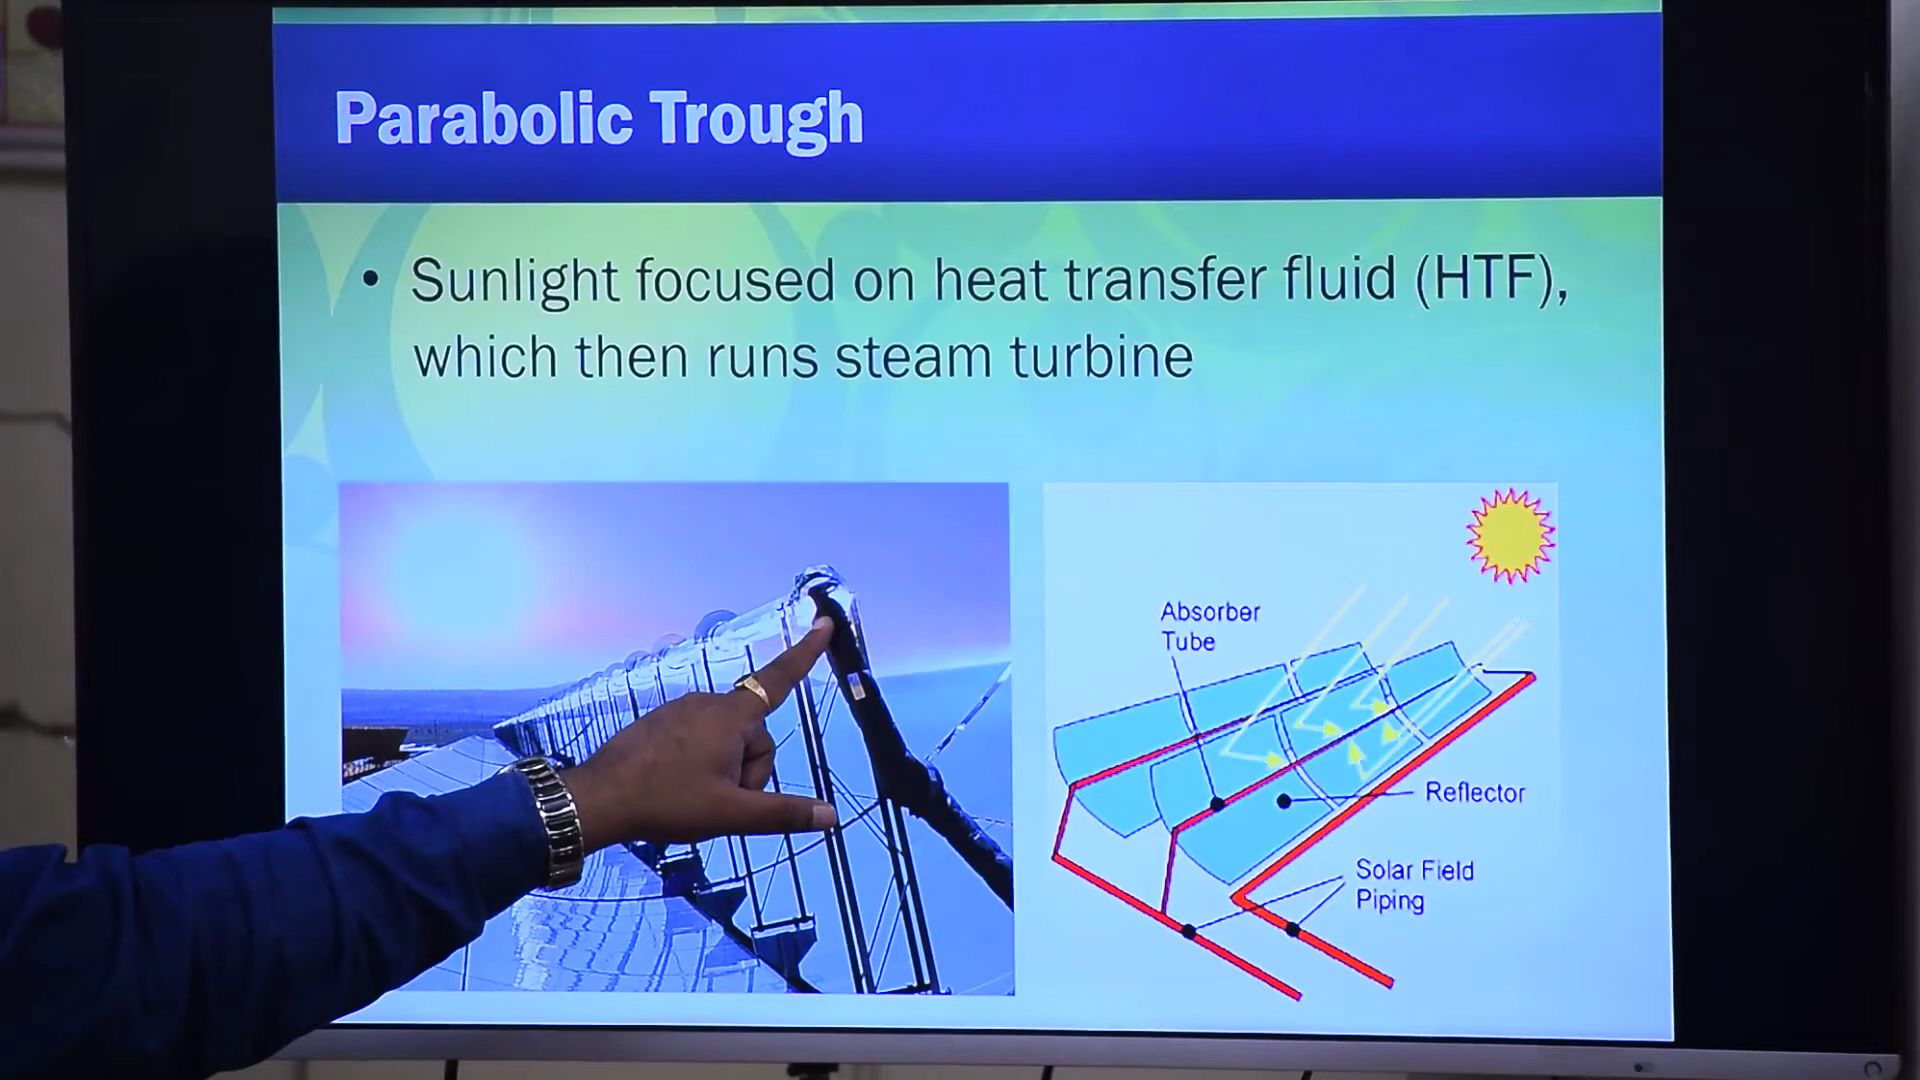 Parabolic Trough
• Sunlight focused on heat transfer fluid (HTF),
which then runs steam turbine
Absorber
Tube
Reflector
Solar Field
Piping